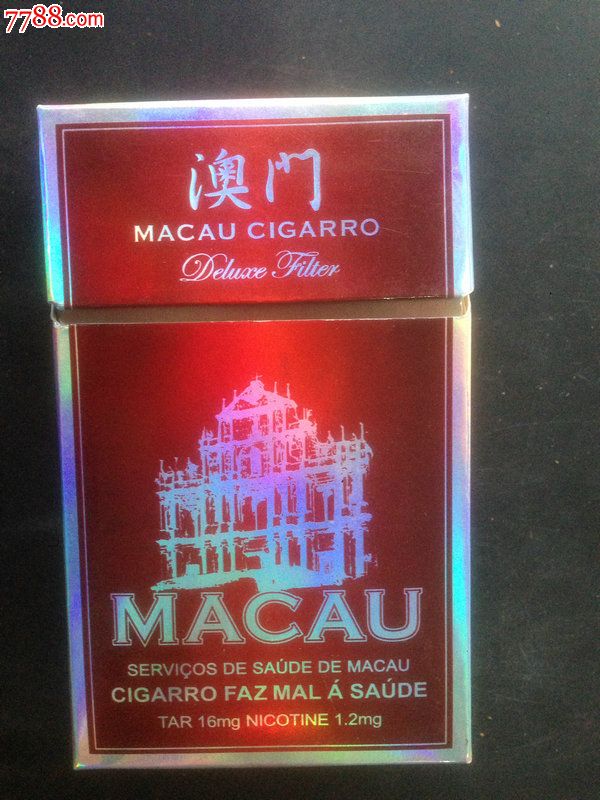 7788.com
澳門
MACAU CIGARRO
Deluxe Filter
MACAU
SERVIÇOS DE SAÚDE DE MACAU
CIGARRO FAZ MAL Á SAÚDE
TAR 16mg NICOTINE 1.2mg